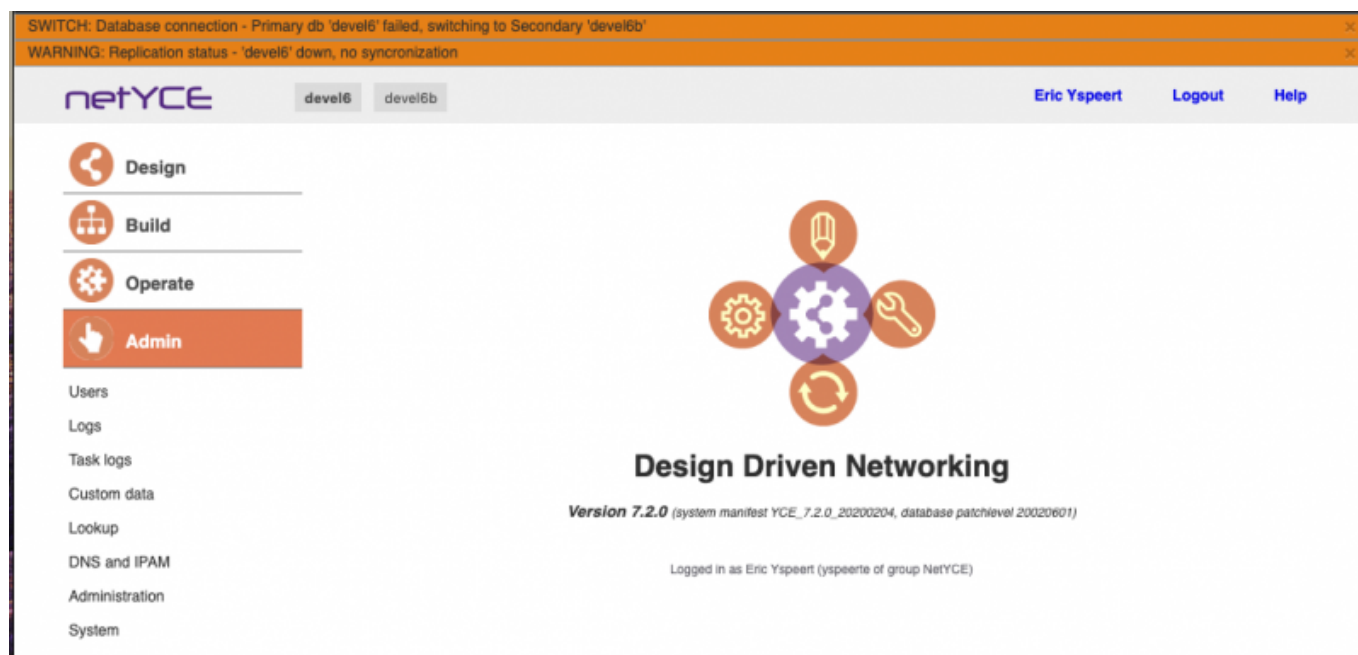 SWITCH: Database connection - Primary db 'devel6' failed, switching to Secondary 'devel6b'
×
WARNING: Replication status - 'devel6' down, no syncronization
×
netYCE devel6 devel6b Eric Yspeert Logout Help
Design
Build
Operate
Admin
Users
Logs
Task logs
Custom data
Lookup
DNS and IPAM
Administration
System
Design Driven Networking
Version 7.2.0 (system manifest YCE_7.2.0_20200204, database patchlevel 20020601)
Logged in as Eric Yspeert (yspeerte of group NetYCE)